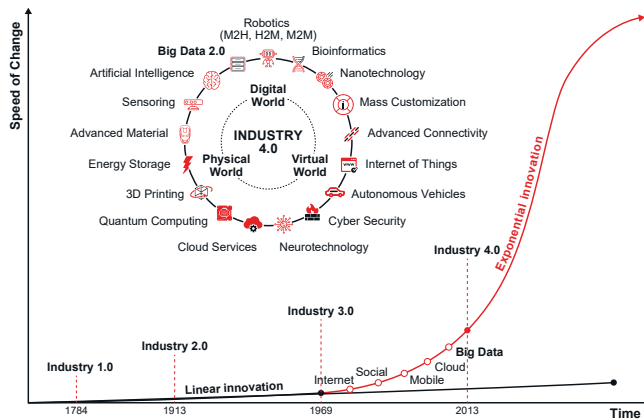 Speed of Change
Robotics
(M2H, H2M, M2M)
Big Data 2.0
Bioinformatics
Artificial Intelligence
Nanotechnology
Sensoring
Mass Customization
Digital
World
Advanced Material
INDUSTRY
4.0
Advanced Connectivity
Energy Storage
Physical
World
Virtual
World
Internet of Things
3D Printing
Autonomous Vehicles
Quantum Computing
Cyber Security
Cloud Services
Neurotechnology
Exponential innovation
Industry 4.0
Industry 3.0
Industry 2.0
Industry 1.0
Big Data
Cloud
Social
Mobile
Internet
Linear innovation
1784
1913
1969
2013
Time